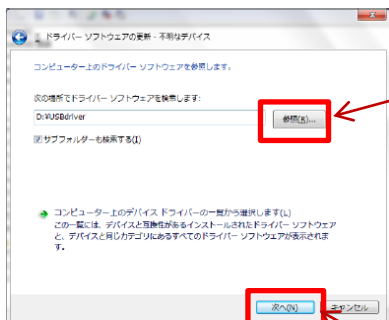 ドライバー ソフトウェアの更新 - 不明なデバイス
コンピューター上のドライバー ソフトウェアを参照します。
次の場所でドライバー ソフトウェアを検索します:
D:¥USBdriver
参照(R)...
サブフォルダーも検索する(I)
コンピューター上のデバイス ドライバーの一覧から選択します(L)
この一覧には、デバイスと互換性があるインストールされたドライバー ソフトウェア
と、デバイスと同じカテゴリにあるすべてのドライバー ソフトウェアが表示されま
す。
次へ(N)
キャンセル